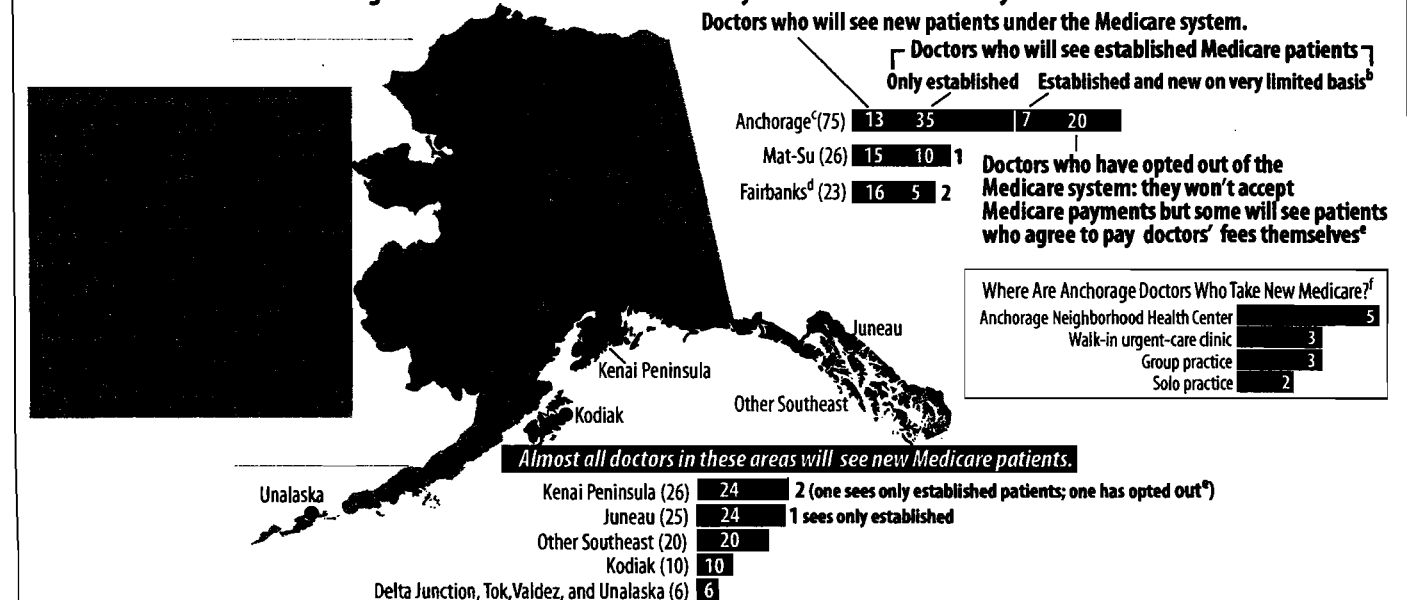 Doctors who will see new patients under the Medicare system.
Doctors who will see established Medicare patients
Only established Established and new on very limited basisᵇ
Anchorageᶜ(75) 13 35 7 20
Mat-Su (26) 15 10 1
Fairbanksᵈ (23) 16 5 2
Doctors who have opted out of the
Medicare system: they won't accept
Medicare payments but some will see patients
who agree to pay doctors' fees themselvesᵉ
Where Are Anchorage Doctors Who Take New Medicare?ᶠ
Anchorage Neighborhood Health Center 5
Walk-in urgent-care clinic 3
Group practice 3
Solo practice 2
Juneau
Kenai Peninsula
Other Southeast
Kodiak
Unalaska
Almost all doctors in these areas will see new Medicare patients.
Kenai Peninsula (26) 24 2 (one sees only established patients; one has opted outᵉ)
Juneau (25) 24 1 sees only established
Other Southeast (20) 20
Kodiak (10) 10
Delta Junction, Tok,Valdez, and Unalaska (6) 6